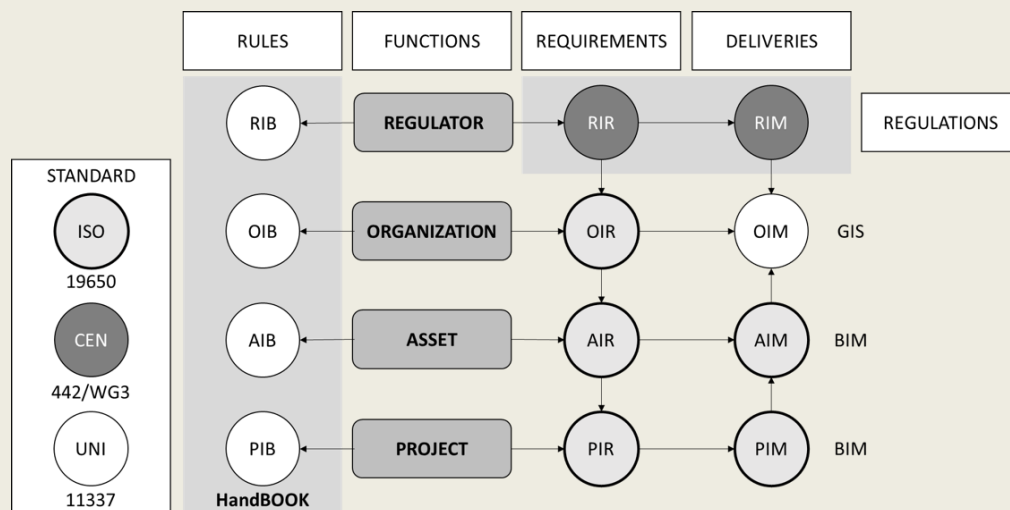 RULES
FUNCTIONS
REQUIREMENTS
DELIVERIES
RIB
REGULATOR
RIR
RIM
REGULATIONS
STANDARD
ISO
19650
CEN
442/WG3
UNI
11337
OIB
ORGANIZATION
OIR
OIM
GIS
AIB
ASSET
AIR
AIM
BIM
PIB
PROJECT
PIR
PIM
BIM
HandBOOK